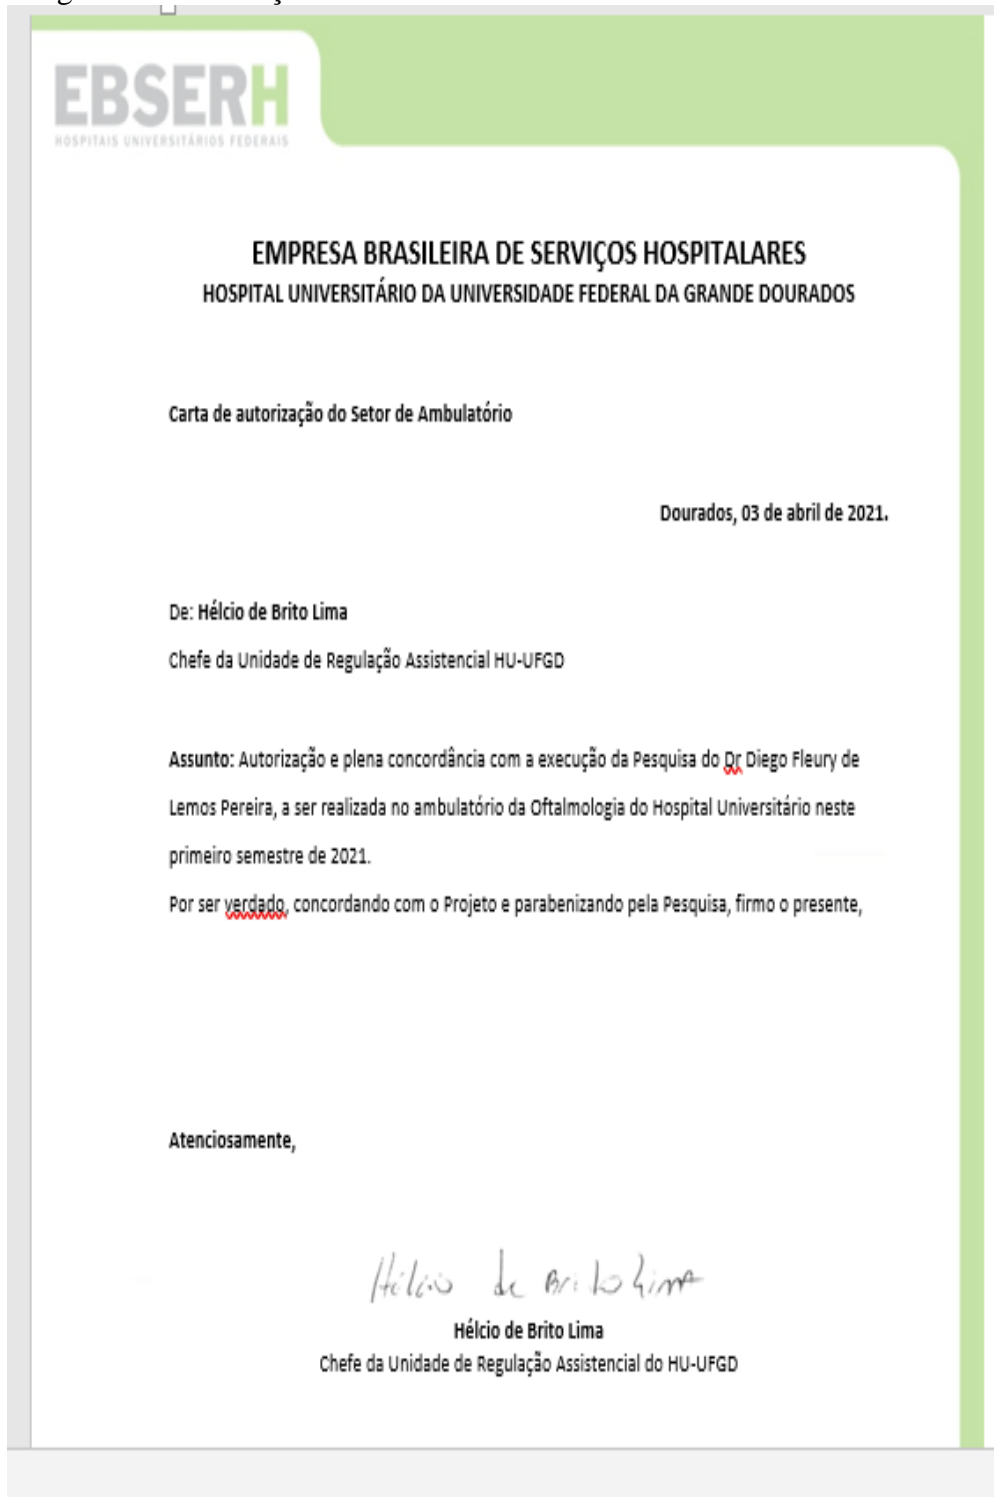 EBSERH
HOSPITAIS UNIVERSITÁRIOS FEDERAIS
EMPRESA BRASILEIRA DE SERVIÇOS HOSPITALARES
HOSPITAL UNIVERSITÁRIO DA UNIVERSIDADE FEDERAL DA GRANDE DOURADOS
Carta de autorização do Setor de Ambulatório
Dourados, 03 de abril de 2021.
De: Hélcio de Brito Lima
Chefe da Unidade de Regulação Assistencial HU-UFGD
Assunto: Autorização e plena concordância com a execução da Pesquisa do Dr Diego Fleury de
Lemos Pereira, a ser realizada no ambulatório da Oftalmologia do Hospital Universitário neste
primeiro semestre de 2021.
Por ser verdado, concordando com o Projeto e parabenizando pela Pesquisa, firmo o presente,
Atenciosamente,
Hélcio de Brito Lima
Hélcio de Brito Lima
Chefe da Unidade de Regulação Assistencial do HU-UFGD